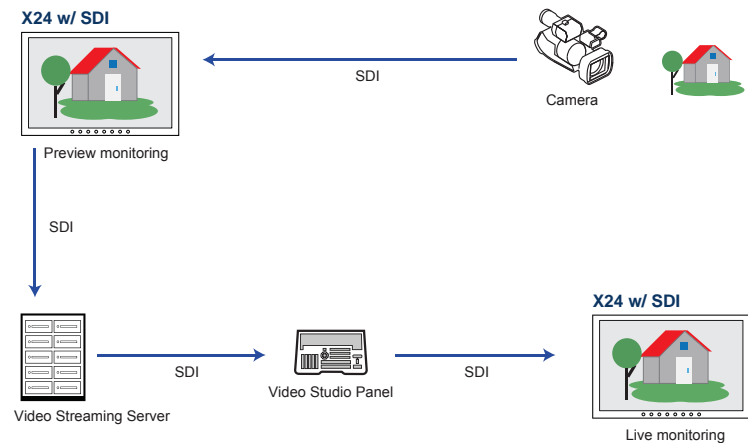 X24 w/ SDI
SDI
Camera
Preview monitoring
SDI
X24 w/ SDI
SDI
SDI
Video Studio Panel
Video Streaming Server
Live monitoring